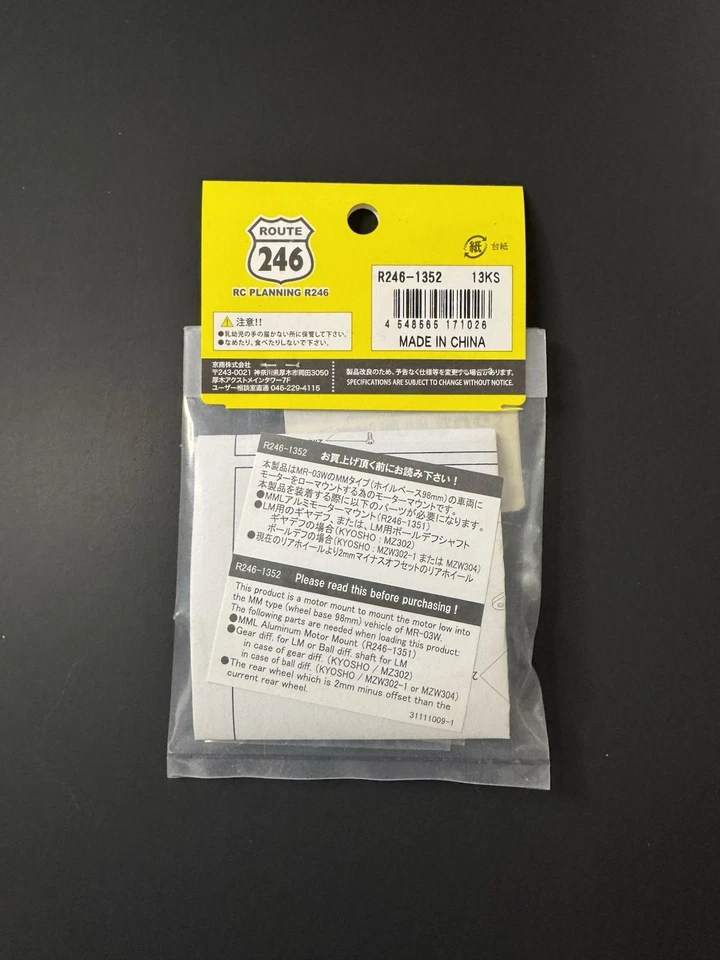 ROUTE
246
RC PLANNING R246
紙 台紙
R246-1352 13KS
4 548565 171026
MADE IN CHINA
注意!!
●乳幼児の手の届かない所に保管して下さい。
●なめたり、食べたりしないで下さい。
京商株式会社
〒243-0021 神奈川県厚木市岡田3050
厚木アクストメインタワー7F
ユーザー相談室直通 046-229-4115
製品改良のため、予告なく仕様等を変更する場合があります。
SPECIFICATIONS ARE SUBJECT TO CHANGE WITHOUT NOTICE.
R246-1352 お買上げ頂く前にお読み下さい！
本製品はMR-03WのMMタイプ(ホイルベース98mm)の車両に
モーターをローマウントする為のモーターマウントです。
本製品を装着する際に以下のパーツが必要になります。
●MMLアルミモーターマウント(R246-1351)
●LM用のギヤデフ、または、LM用ボールデフシャフト
ギヤデフの場合(KYOSHO : MZ302)
ボールデフの場合(KYOSHO : MZW302-1 または MZW304)
●現在のリアホイールより2mmマイナスオフセットのリアホイール
R246-1352 Please read this before purchasing !
This product is a motor mount to mount the motor low into
the MM type (wheel base 98mm) vehicle of MR-03W.
The following parts are needed when loading this product:
●MML Aluminum Motor Mount (R246-1351)
●Gear diff. for LM or Ball diff. shaft for LM
in case of gear diff. (KYOSHO / MZ302)
in case of ball diff. (KYOSHO / MZW302-1 or MZW304)
●The rear wheel which is 2mm minus offset than the
current rear wheel.
31111009-1
2